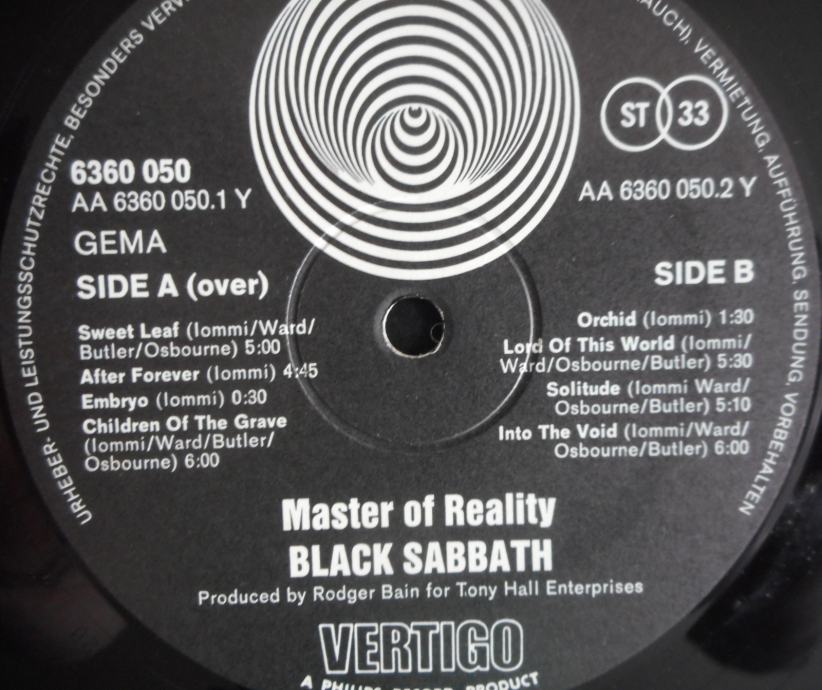 URHEBER- UND LEISTUNGSSCHUTZRECHTE, BESONDERS
VERMIETUNG, AUFFÜHRUNG, SENDUNG, VORBEHALTEN
ST 33
6360 050
AA 6360 050.1 Y
GEMA
SIDE A (over)
Sweet Leaf (Iommi/Ward/
Butler/Osbourne) 5:00
After Forever (Iommi) 4:45
Embryo (Iommi) 0:30
Children Of The Grave
(Iommi/Ward/Butler/
Osbourne) 6:00
AA 6360 050.2 Y
SIDE B
Orchid (Iommi) 1:30
Lord Of This World (Iommi/
Ward/Osbourne/Butler) 5:30
Solitude (Iommi Ward/
Osbourne/Butler) 5:10
Into The Void (Iommi/Ward/
Osbourne/Butler) 6:00
Master of Reality
BLACK SABBATH
Produced by Rodger Bain for Tony Hall Enterprises
VERTIGO
A PRODUCT